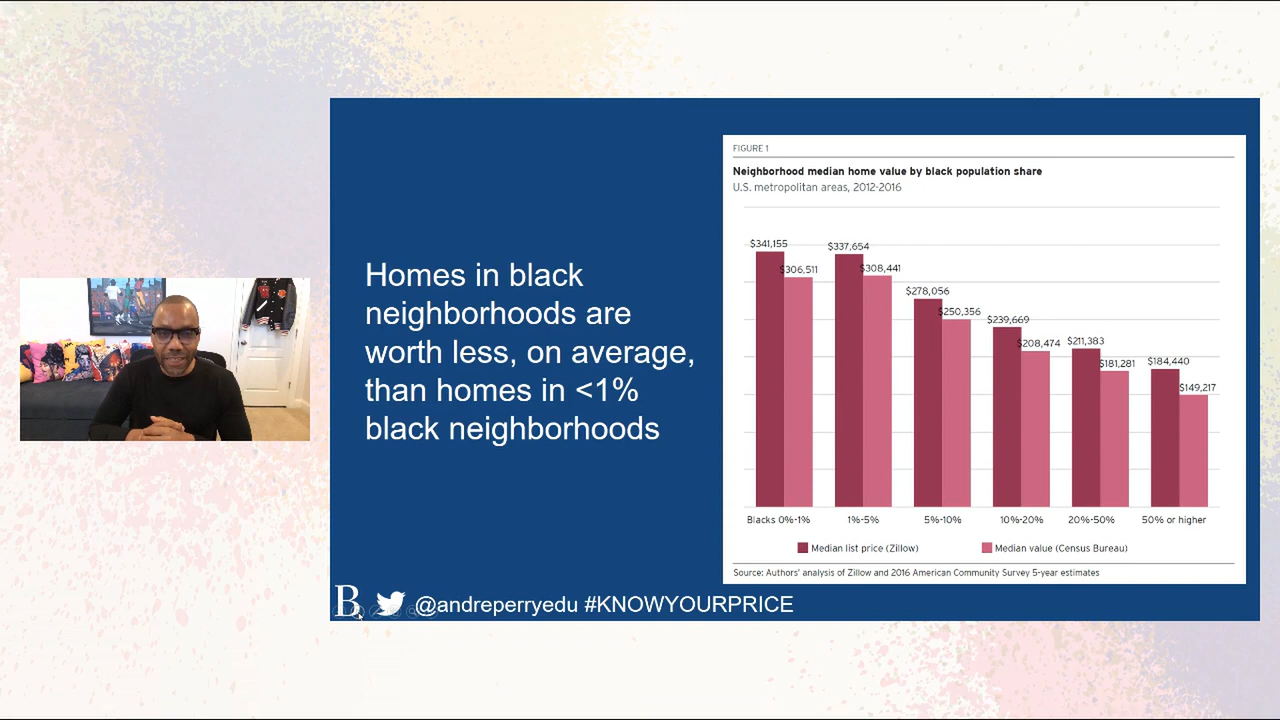 Homes in black
neighborhoods are
worth less, on average,
than homes in <1%
black neighborhoods
FIGURE 1
Neighborhood median home value by black population share
U.S. metropolitan areas, 2012-2016
$341,155
$306,511
$337,654
$308,441
$278,056
$250,356
$239,669
$208,474
$211,383
$181,281
$184,440
$149,217
Blacks 0%-1% 1%-5% 5%-10% 10%-20% 20%-50% 50% or higher
Median list price (Zillow) Median value (Census Bureau)
Source: Authors' analysis of Zillow and 2016 American Community Survey 5-year estimates
B @andreperryedu #KNOWYOURPRICE